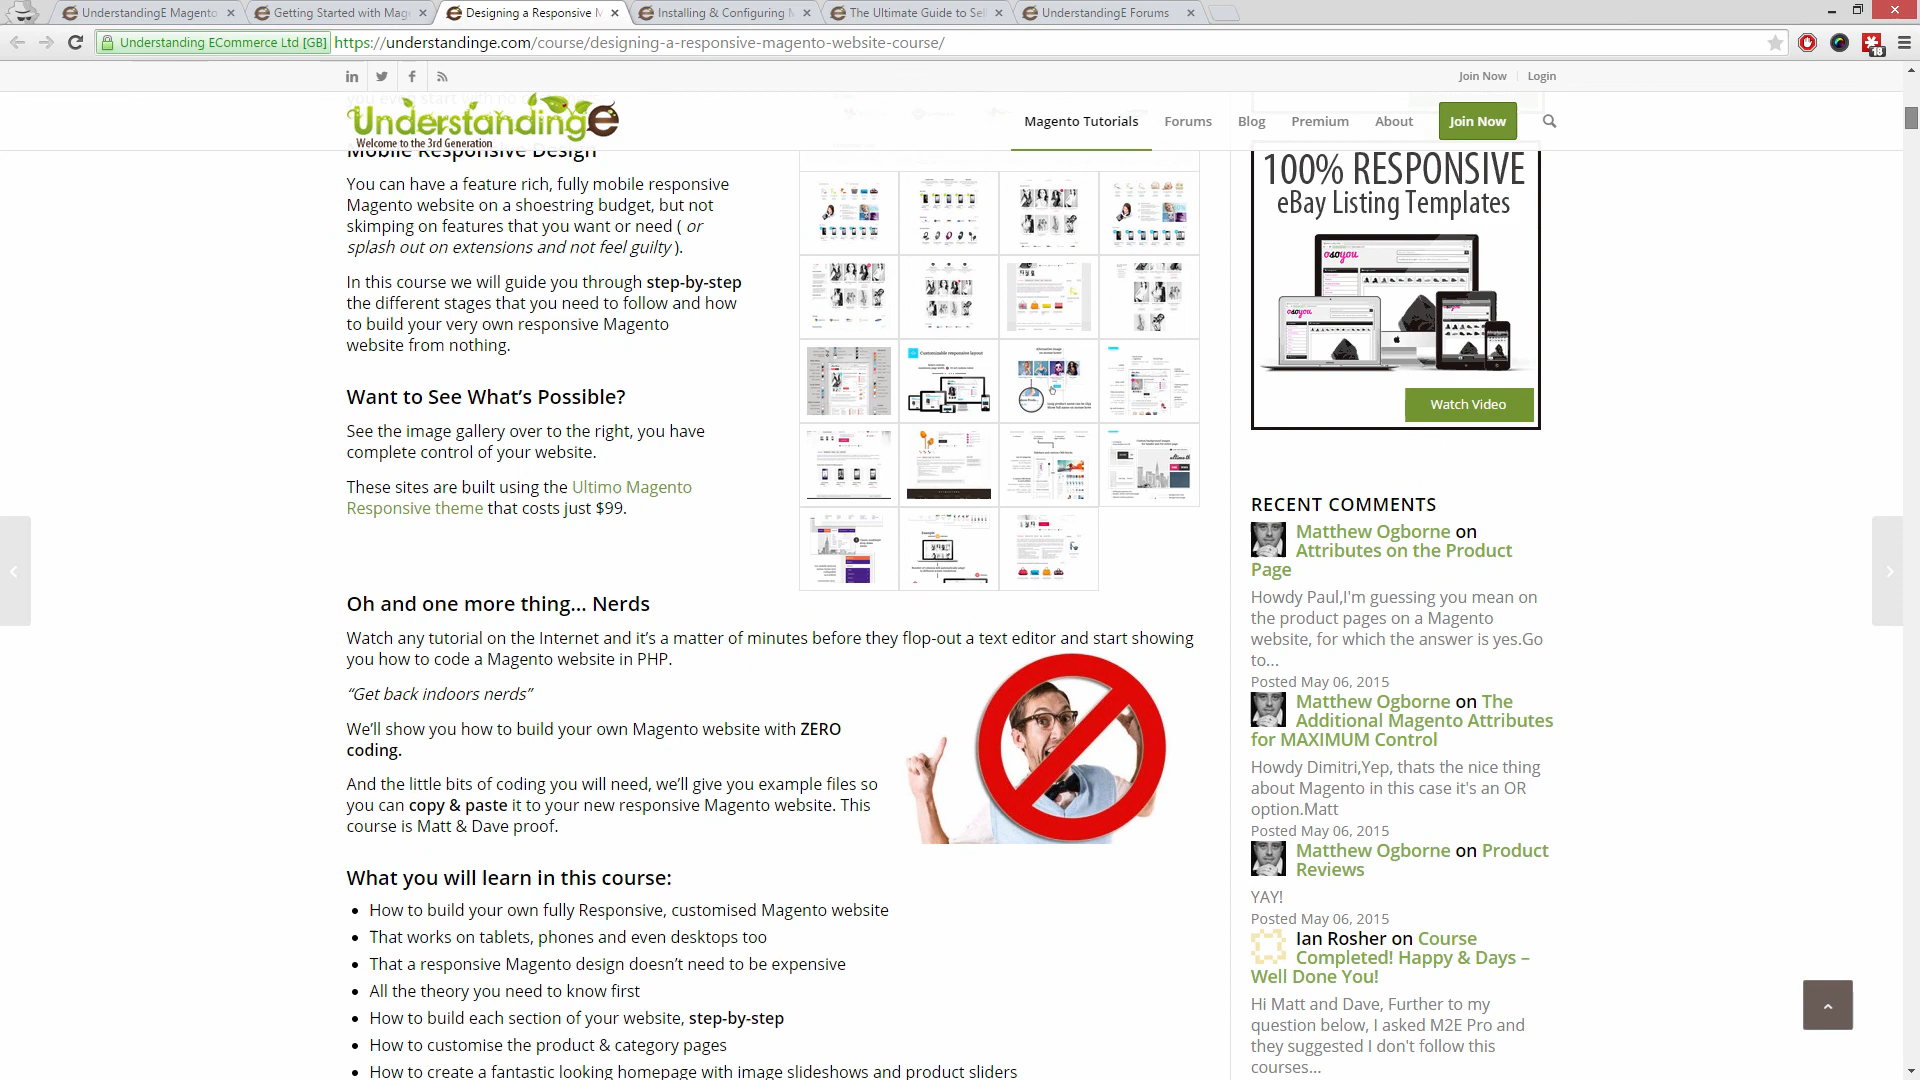 UnderstandingE Magento
Getting Started with Mag
Designing a Responsive M
Installing & Configuring M
The Ultimate Guide to Sel
UnderstandingE Forums
Understanding ECommerce Ltd [GB]
https://understandinge.com/course/designing-a-responsive-magento-website-course/
18
Join Now
Login
UnderstandingE
Welcome to the 3rd Generation
Magento Tutorials
Forums
Blog
Premium
About
Join Now
Mobile Responsive Design
You can have a feature rich, fully mobile responsive
Magento website on a shoestring budget, but not
skimping on features that you want or need ( or
splash out on extensions and not feel guilty ).
In this course we will guide you through step-by-step
the different stages that you need to follow and how
to build your very own responsive Magento
website from nothing.
Want to See What's Possible?
See the image gallery over to the right, you have
complete control of your website.
These sites are built using the Ultimo Magento
Responsive theme that costs just $99.
Customizable responsive layout
Oh and one more thing… Nerds
Watch any tutorial on the Internet and it's a matter of minutes before they flop-out a text editor and start showing
you how to code a Magento website in PHP.
“Get back indoors nerds”
We'll show you how to build your own Magento website with ZERO
coding.
And the little bits of coding you will need, we'll give you example files so
you can copy & paste it to your new responsive Magento website. This
course is Matt & Dave proof.
What you will learn in this course:
How to build your own fully Responsive, customised Magento website
That works on tablets, phones and even desktops too
That a responsive Magento design doesn't need to be expensive
All the theory you need to know first
How to build each section of your website, step-by-step
How to customise the product & category pages
How to create a fantastic looking homepage with image slideshows and product sliders
100% RESPONSIVE
eBay Listing Templates
osoyou
osoyou
Watch Video
RECENT COMMENTS
Matthew Ogborne on
Attributes on the Product
Page
Howdy Paul,I'm guessing you mean on
the product pages on a Magento
website, for which the answer is yes.Go
to...
Posted May 06, 2015
Matthew Ogborne on The
Additional Magento Attributes
for MAXIMUM Control
Howdy Dimitri,Yep, thats the nice thing
about Magento in this case it's an OR
option.Matt
Posted May 06, 2015
Matthew Ogborne on Product
Reviews
YAY!
Posted May 06, 2015
Ian Rosher on Course
Completed! Happy & Days –
Well Done You!
Hi Matt and Dave, Further to my
question below, I asked M2E Pro and
they suggested I don't follow this
courses...